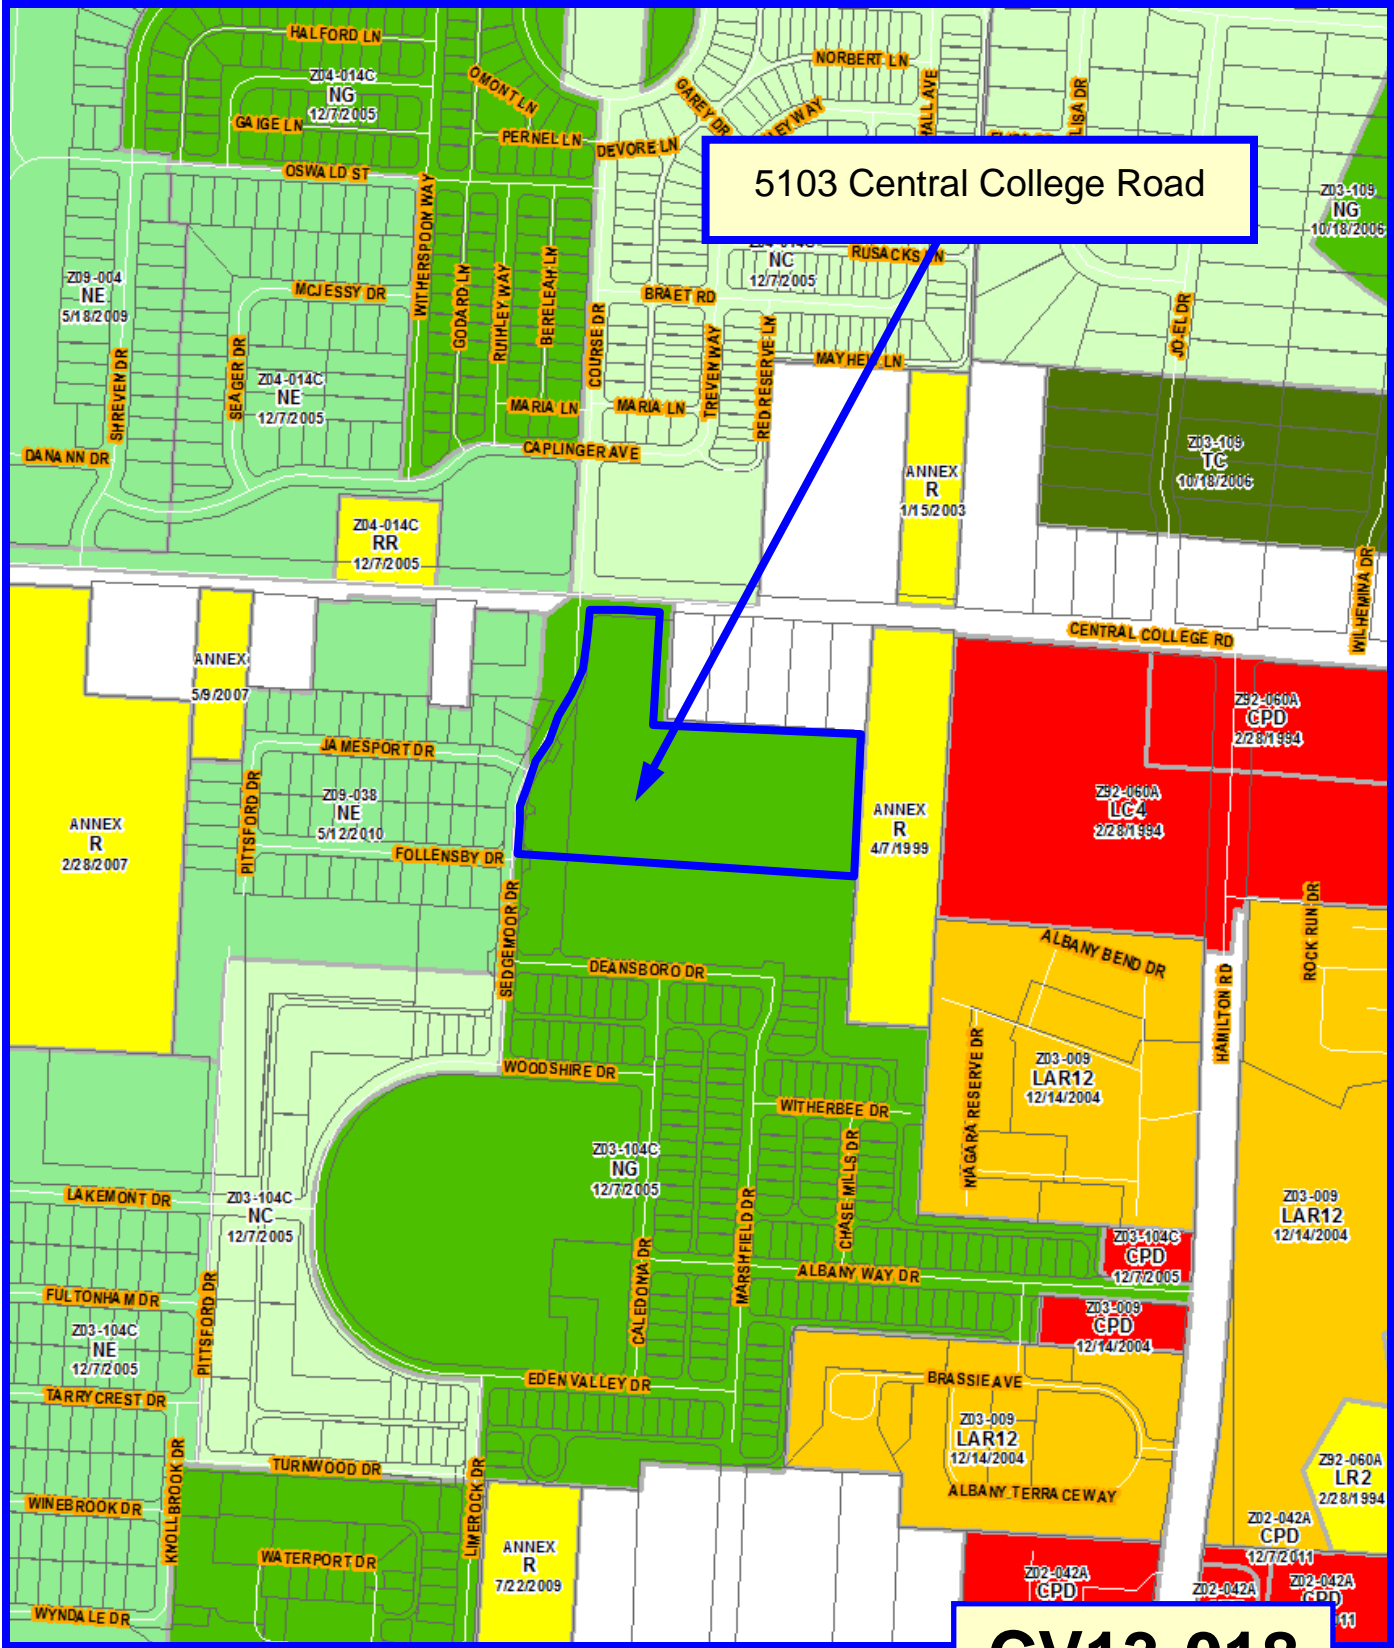 HALFORD LN
Z04-014C
NG
12/7/2005
GAIGE LN
OMONT LN
PERNEL LN
DEVORE LN
GAREY DR
NORBERT LN
OSWALD ST
5103 Central College Road
Z03-109
NG
10/18/2006
NC
12/7/2005
RUSACKS LN
Z09-004
NE
5/18/2009
MCJESSY DR
WITHERSPOON WAY
GODARD LN
RUIHLEY WAY
BERELEAH LN
COURSE DR
BRAET RD
TREVEN WAY
RED RESERVE LN
MAYHEM LN
JOJEL DR
SHREVEN DR
SEAGER DR
Z04-014C
NE
12/7/2005
MARIA LN
MARIA LN
CAPLINGER AVE
DANANN DR
Z03-109
TC
10/18/2006
ANNEX
R
1/15/2003
Z04-014C
RR
12/7/2005
WILHEMINA DR
CENTRAL COLLEGE RD
ANNEX
5/9/2007
Z92-060A
CPD
2/28/1994
JAMESPORT DR
PITTSFORD DR
Z09-038
NE
5/12/2010
FOLLENSBY DR
ANNEX
R
2/28/2007
ANNEX
R
4/7/1999
Z92-060A
LC4
2/28/1994
SEDGEMOOR DR
DEANSBORO DR
ALBANY BEND DR
ROCK RUN DR
HAMILTON RD
WOODSHIRE DR
NIAGARA RESERVE DR
Z03-009
LAR12
12/14/2004
WITHERBEE DR
CHASE MILLS DR
Z03-104C
NG
12/7/2005
MARSHFIELD DR
LAKEMONT DR
Z03-104C
NC
12/7/2005
Z03-009
LAR12
12/14/2004
Z03-104C
CPD
12/7/2005
CALEDONIA DR
ALBANY WAY DR
FULTONHAM DR
PITTSFORD DR
Z03-104C
NE
12/7/2005
Z03-009
CPD
12/14/2004
TARRYCREST DR
EDEN VALLEY DR
BRASSIE AVE
Z03-009
LAR12
12/14/2004
ALBANY TERRACE WAY
Z92-060A
LR2
2/28/1994
TURNWOOD DR
KNOLLBROOK DR
LIMEROCK DR
WINEBROOK DR
Z02-042A
CPD
12/7/2011
WATERPORT DR
ANNEX
R
7/22/2009
Z02-042A
CPD
Z02-042A
Z02-042A
CPD
WYNDALE DR
CV13-018